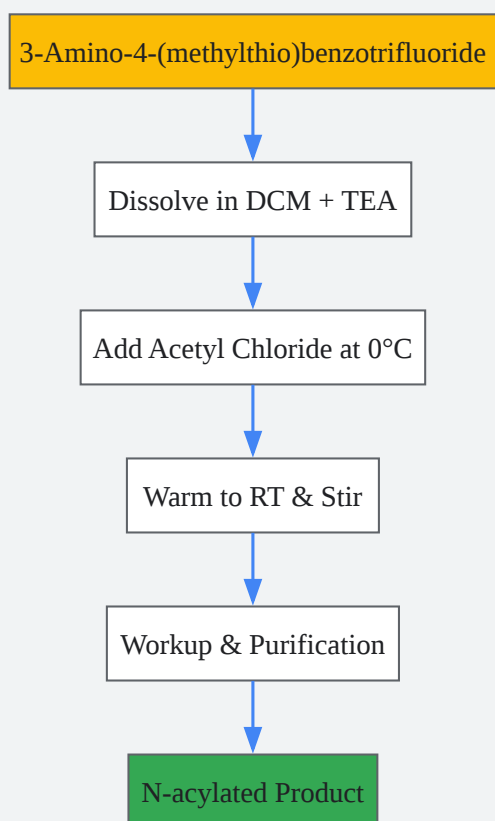 3-Amino-4-(methylthio)benzotrifluoride
Dissolve in DCM + TEA
Add Acetyl Chloride at 0°C
Warm to RT & Stir
Workup & Purification
N-acylated Product